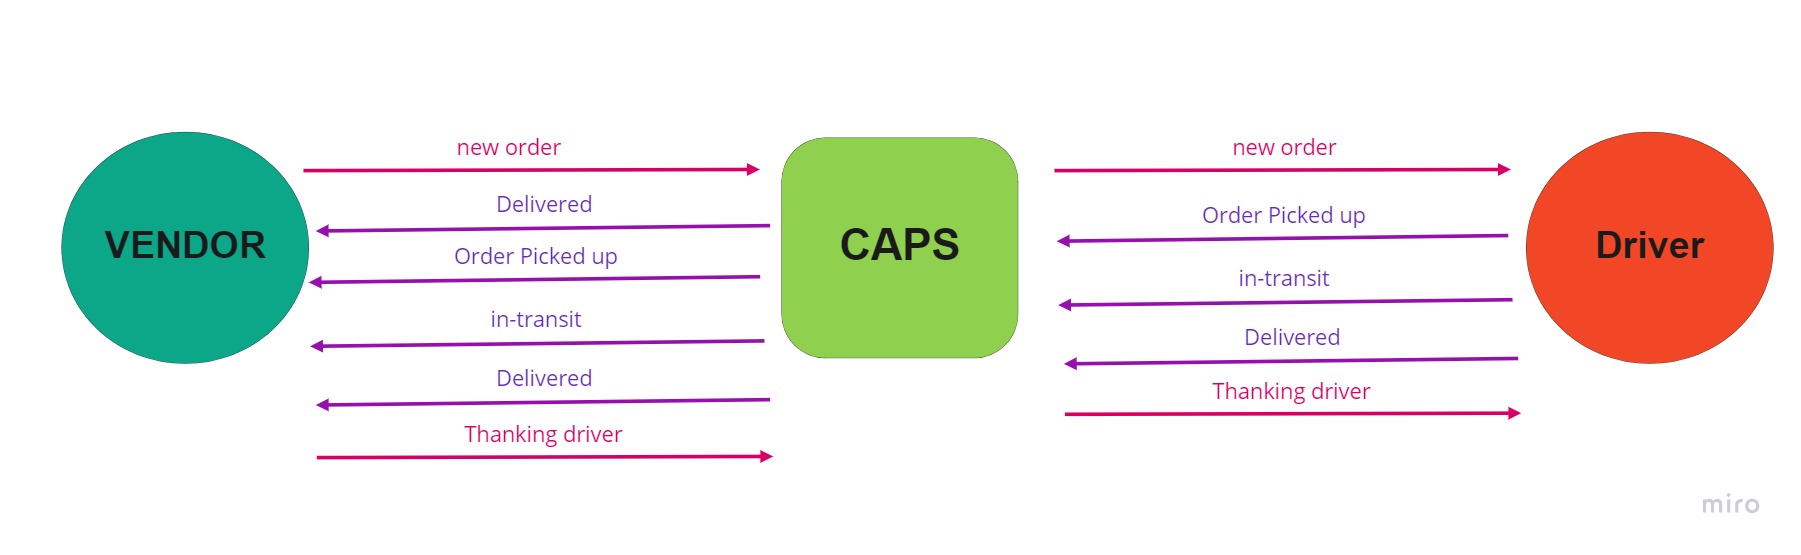 VENDOR
new order
Delivered
Order Picked up
in-transit
Delivered
Thanking driver
CAPS
new order
Order Picked up
in-transit
Delivered
Thanking driver
Driver
miro